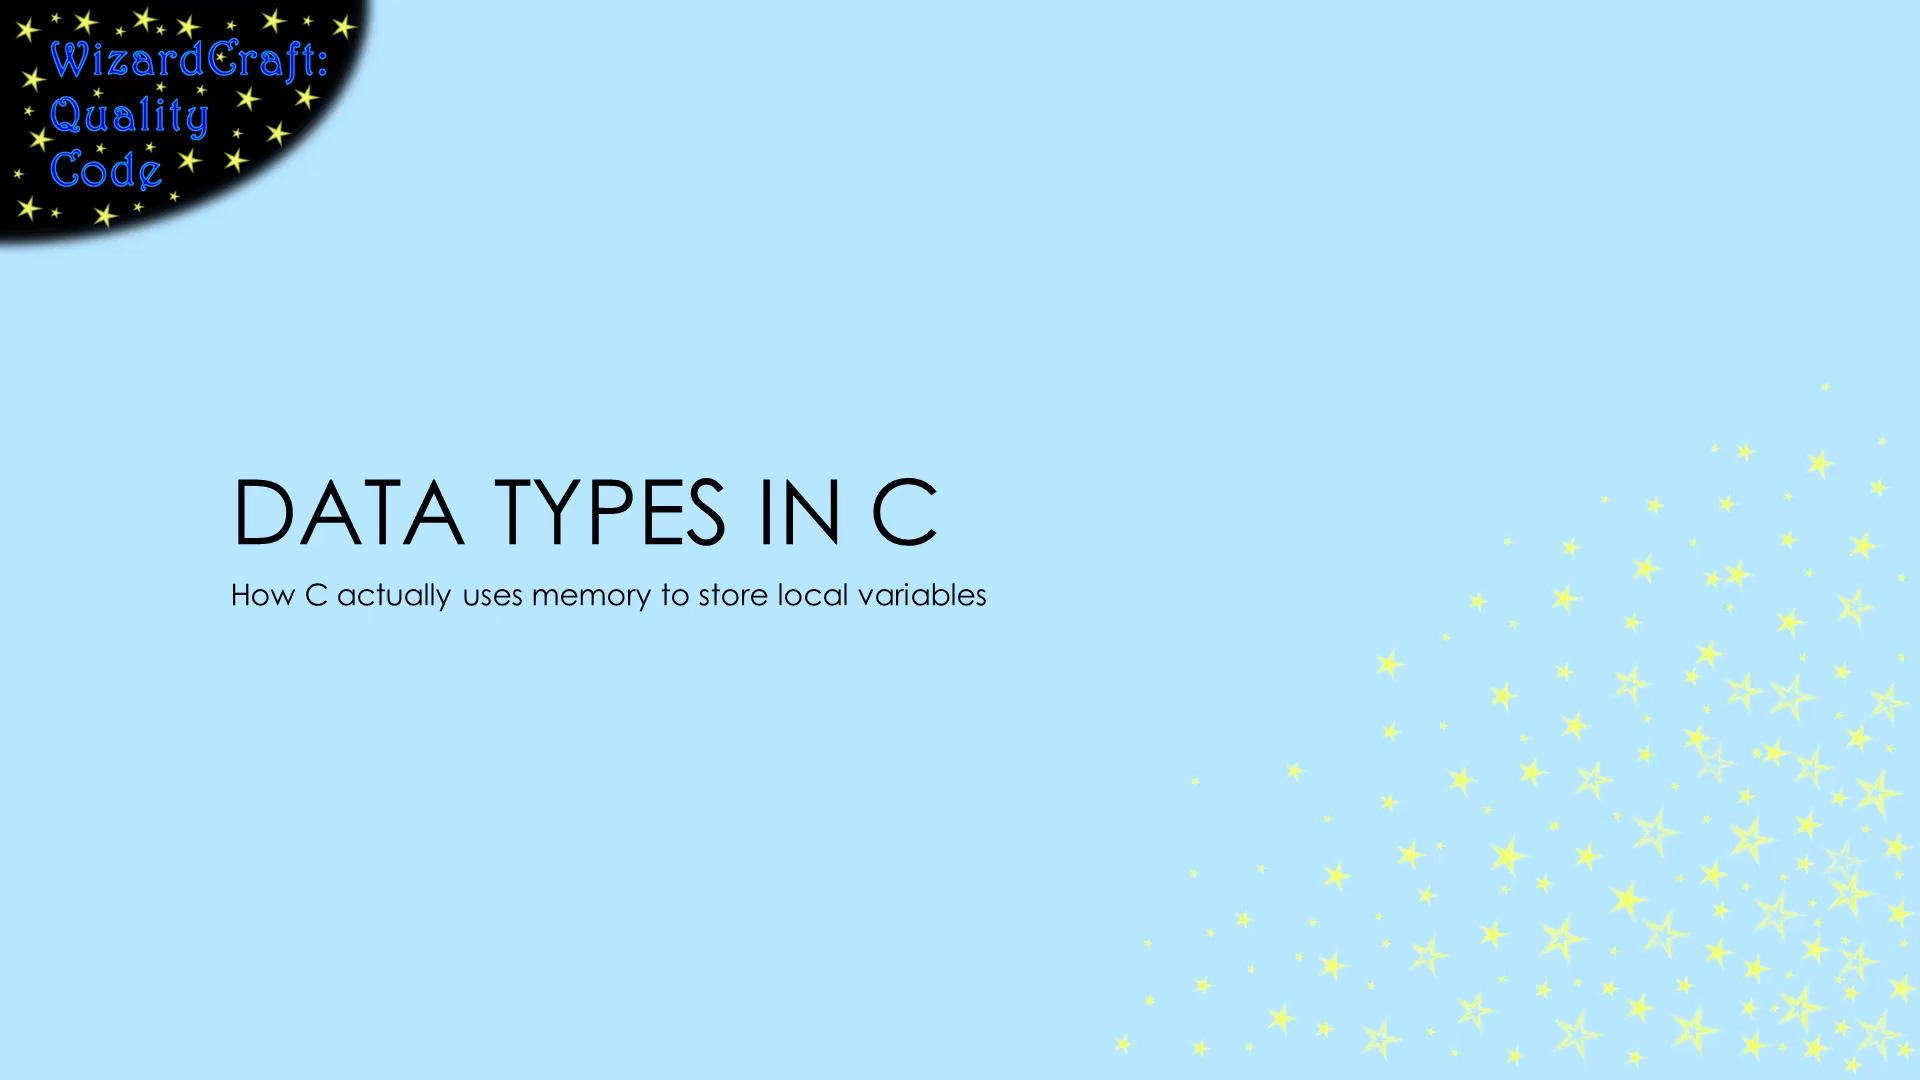 WizardCraft:
Quality
Code
DATA TYPES IN C
How C actually uses memory to store local variables